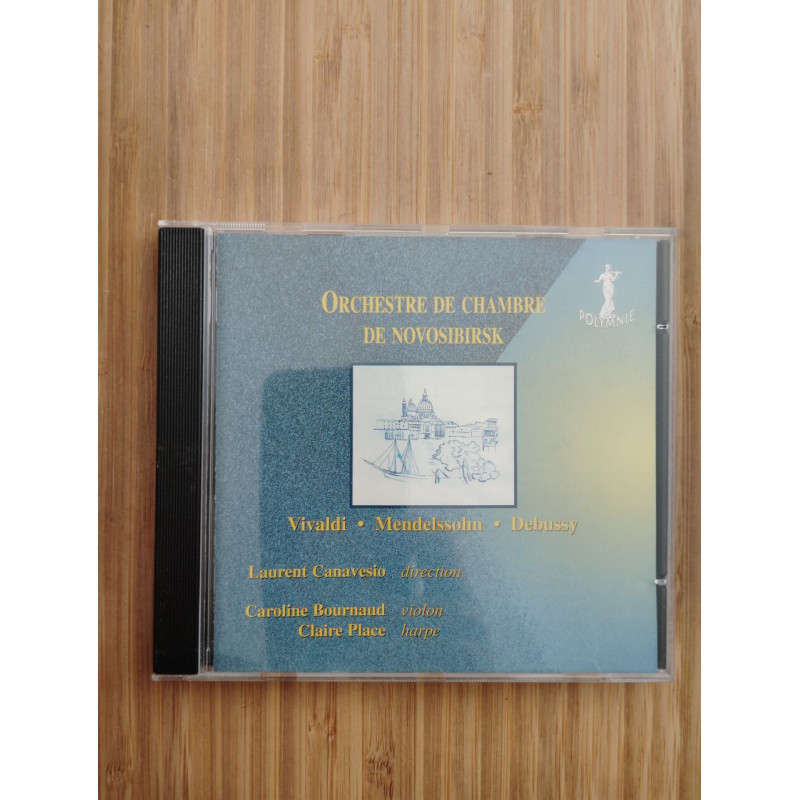 ORCHESTRE DE CHAMBRE
DE NOVOSIBIRSK
POLYMNIE
Vivaldi • Mendelssohn • Debussy
Laurent Canavesio direction
Caroline Bournaud violon
Claire Place harpe